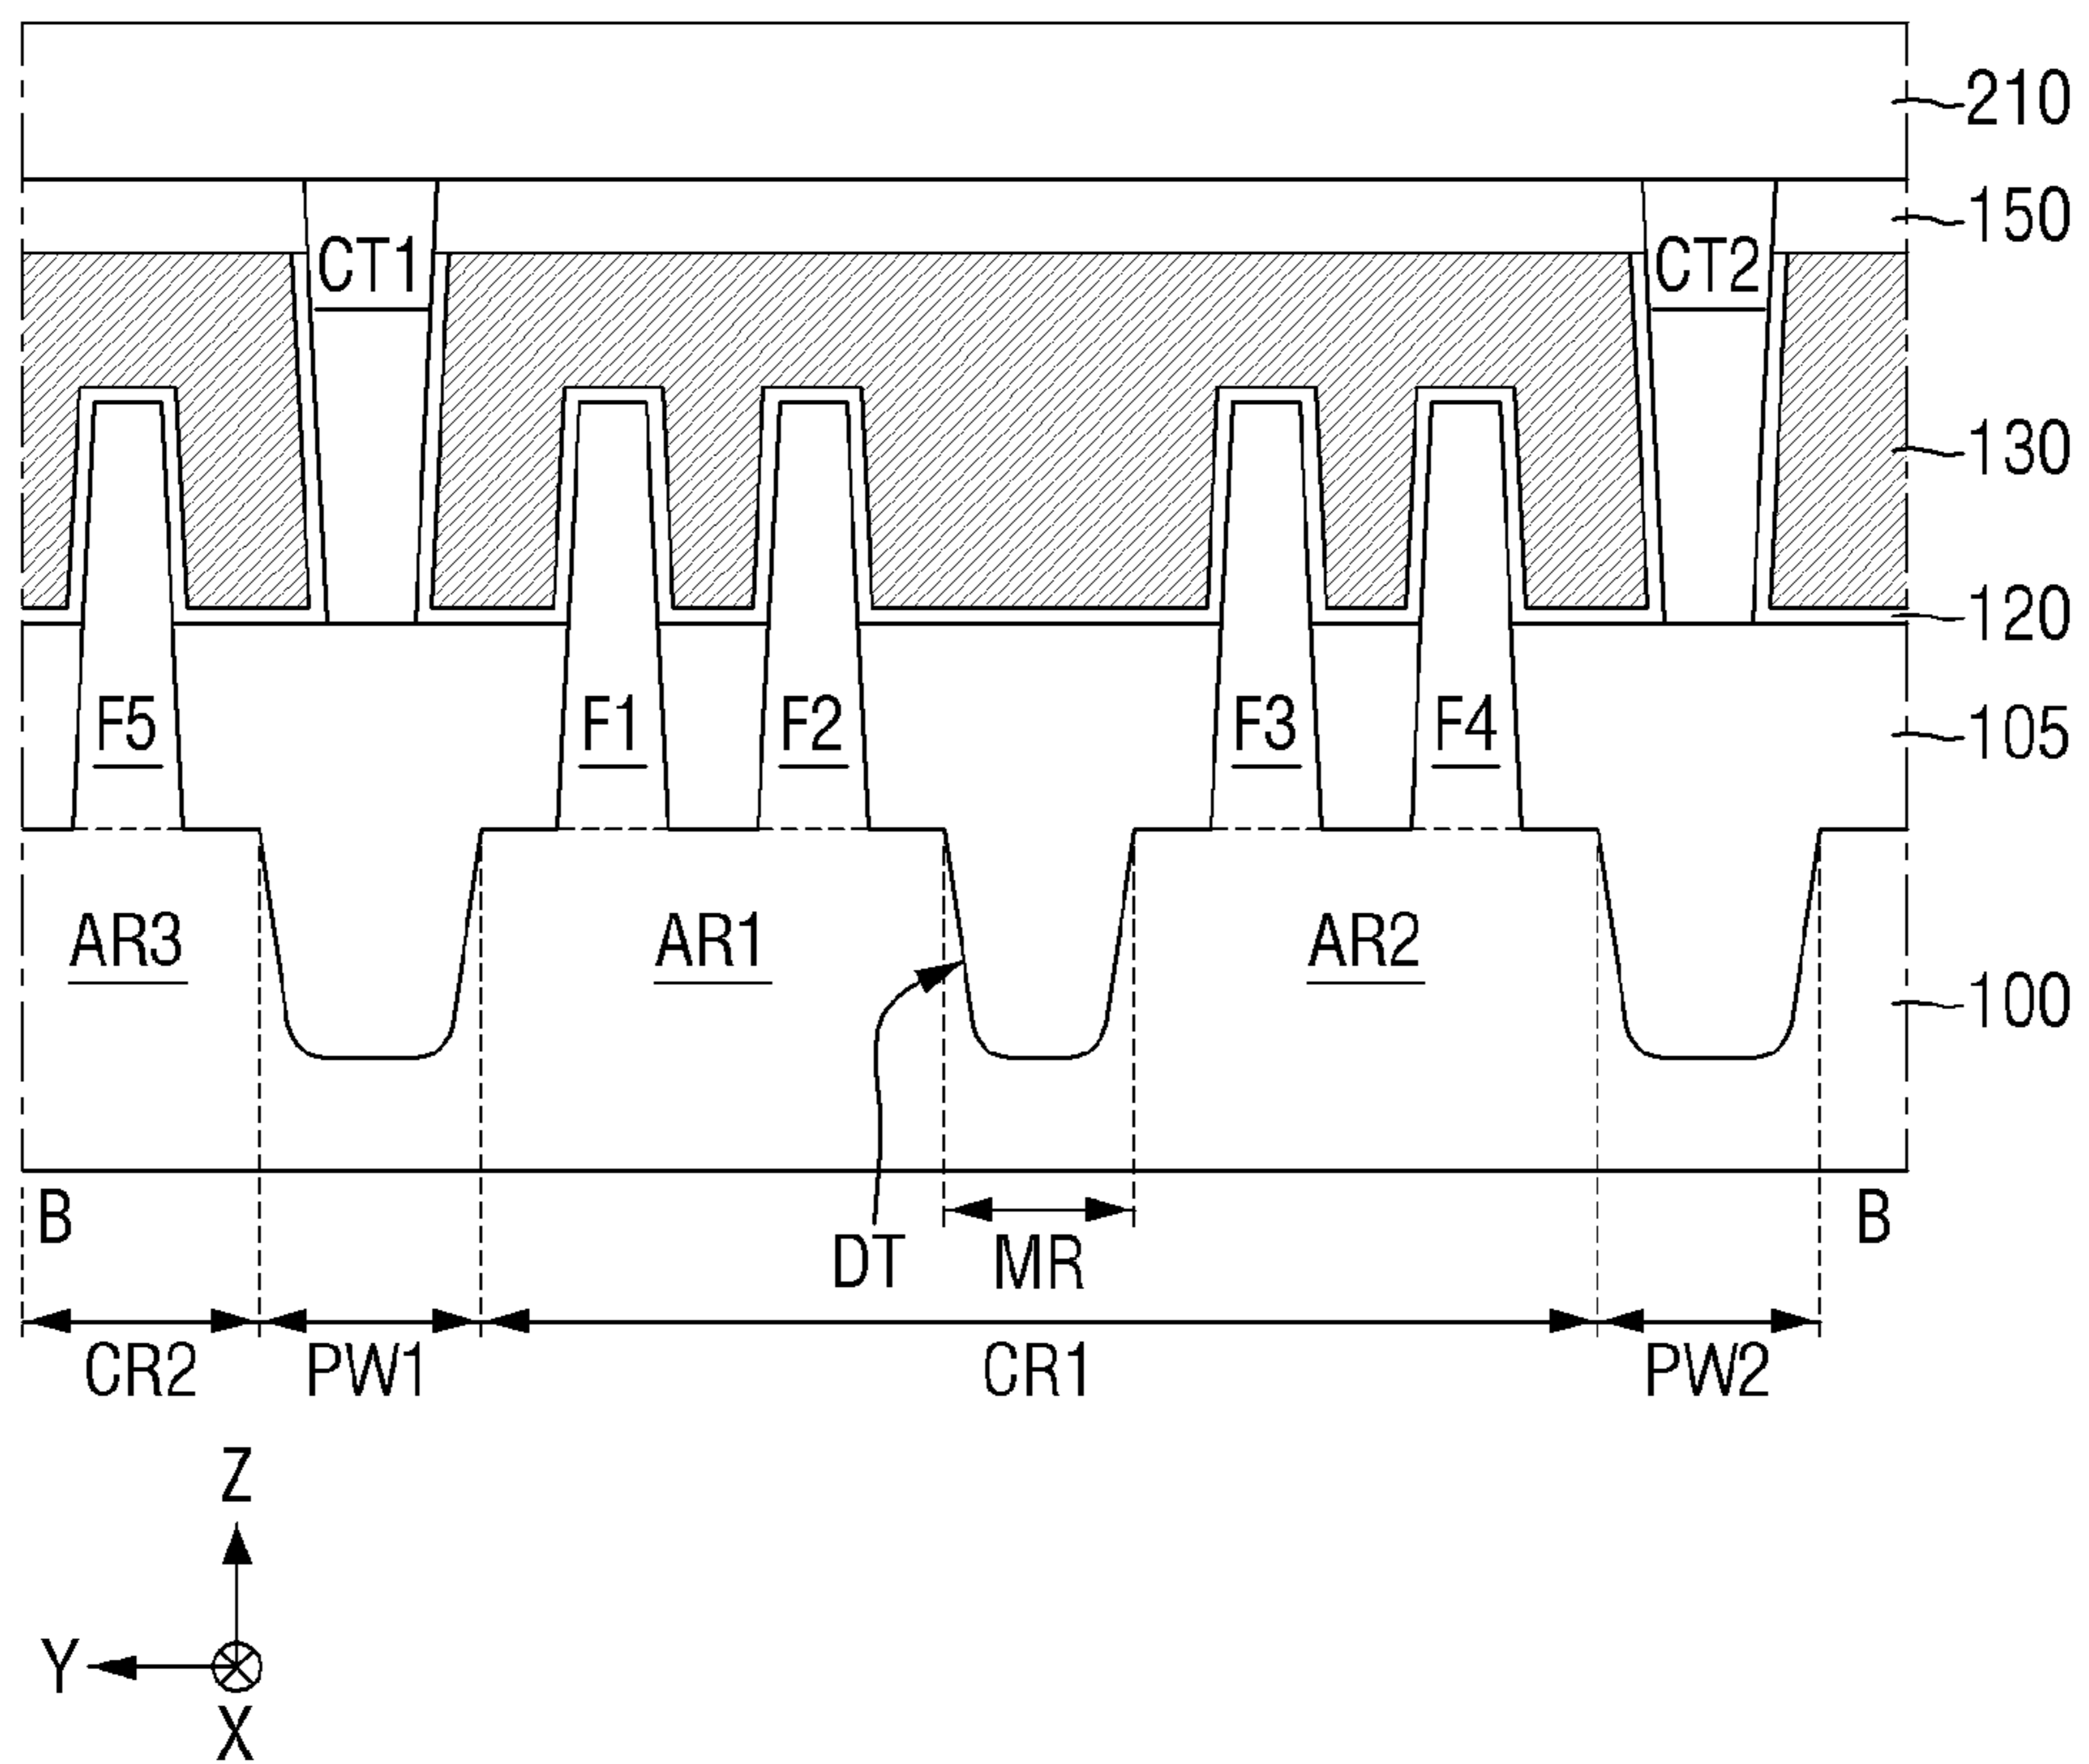 210
150
CT1 CT2
130
120
F5 F1 F2 F3 F4
105
AR3 AR1 AR2
100
B B
DT MR
CR2 PW1 CR1 PW2
Z
Y
X